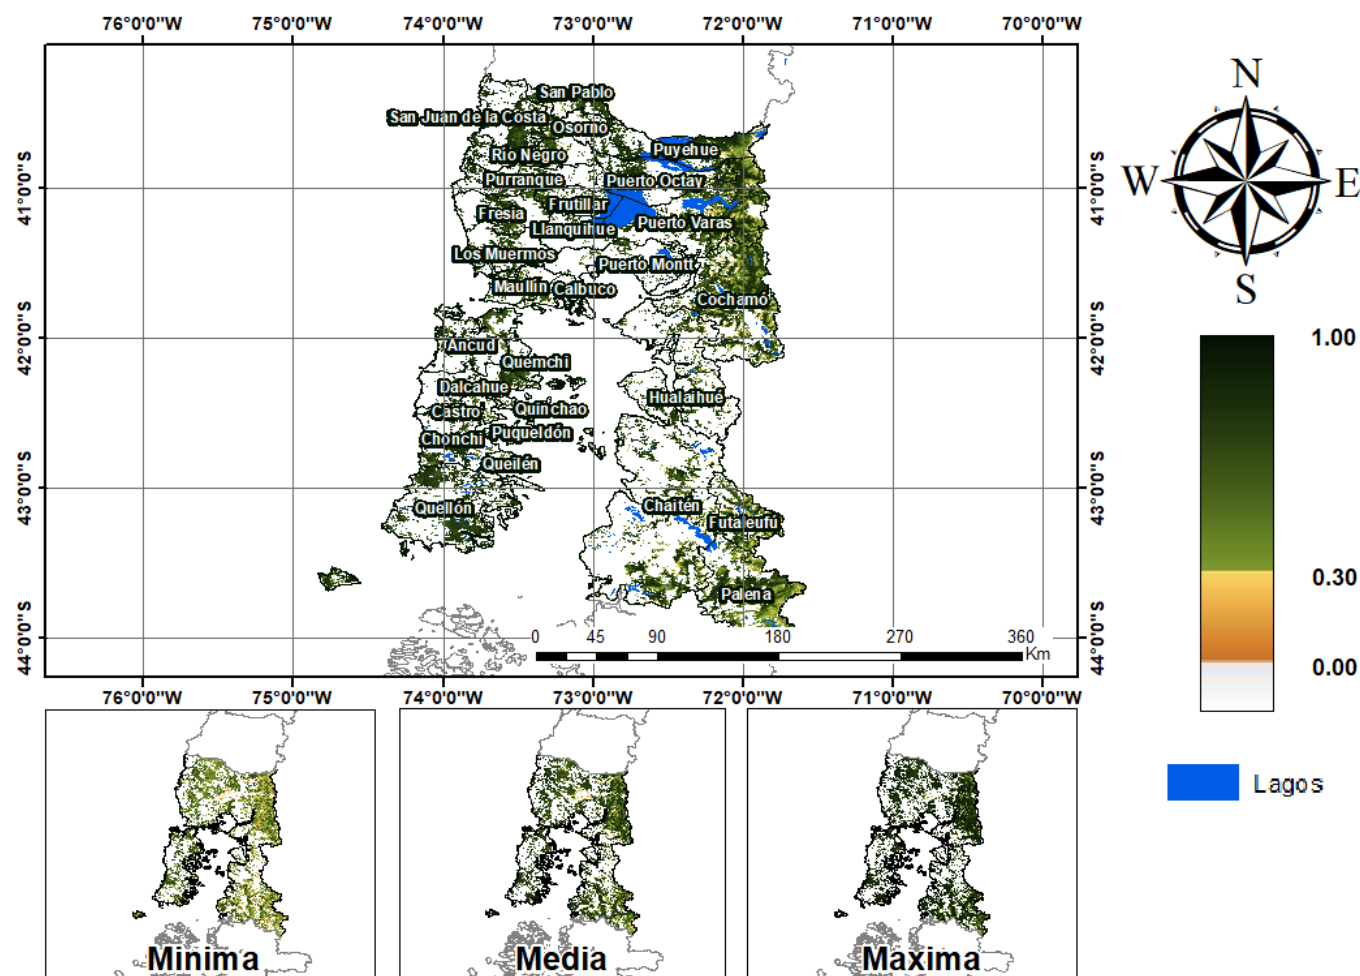 76°0'0"W 75°0'0"W 74°0'0"W 73°0'0"W 72°0'0"W 71°0'0"W 70°0'0"W
N
W E
S
41°0'0"S 41°0'0"S
42°0'0"S 42°0'0"S
43°0'0"S 43°0'0"S
44°0'0"S 44°0'0"S
San Pablo
San Juan de la Costa
Osorno
Río Negro
Puyehue
Purranque
Puerto Octay
Frutillar
Fresia
Llanquihue
Puerto Varas
Los Muermos
Puerto Montt
Maullín
Calbuco
Cochamó
Ancud
Quemchi
Dalcahue
Hualaihué
Castro
Quinchao
Chonchi
Puqueldón
Queilén
Quellón
Chaitén
Futaleufú
Palena
0 45 90 180 270 360
Km
76°0'0"W 75°0'0"W 74°0'0"W 73°0'0"W 72°0'0"W 71°0'0"W 70°0'0"W
1.00
0.30
0.00
Lagos
Minima
Media
Maxima